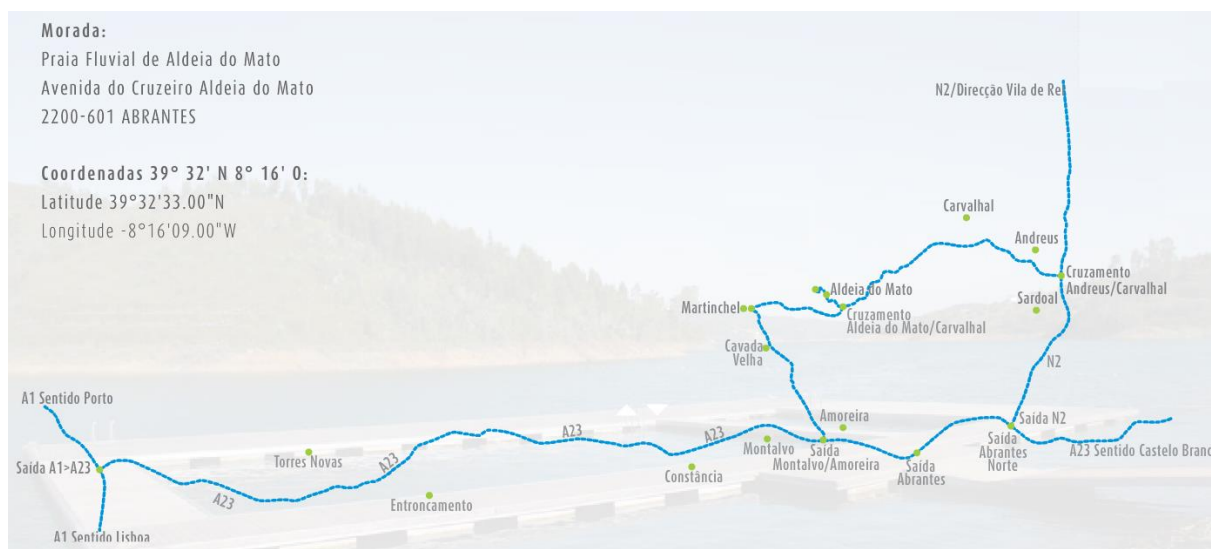 Morada:
Praia Fluvial de Aldeia do Mato
Avenida do Cruzeiro Aldeia do Mato
2200-601 ABRANTES
Coordenadas 39° 32' N 8° 16' O:
Latitude 39°32'33.00"N
Longitude -8°16'09.00"W
N2/Direcção Vila de Re
Carvalhal
Andreus
Cruzamento
Andreus/Carvalhal
Aldeia do Mato
Sardoal
Martinchel
Cruzamento
Aldeia do Mato/Carvalhal
Cavada
Velha
N2
A1 Sentido Porto
Amoreira
Saída N2
A23
A23
Montalvo
Saída
Montalvo/Amoreira
Saída
Abrantes
Norte
A23 Sentido Castelo Branc
Saída A1>A23
Torres Novas
A23
Constância
Saída
Abrantes
A23
Entroncamento
A1 Sentido Lisboa